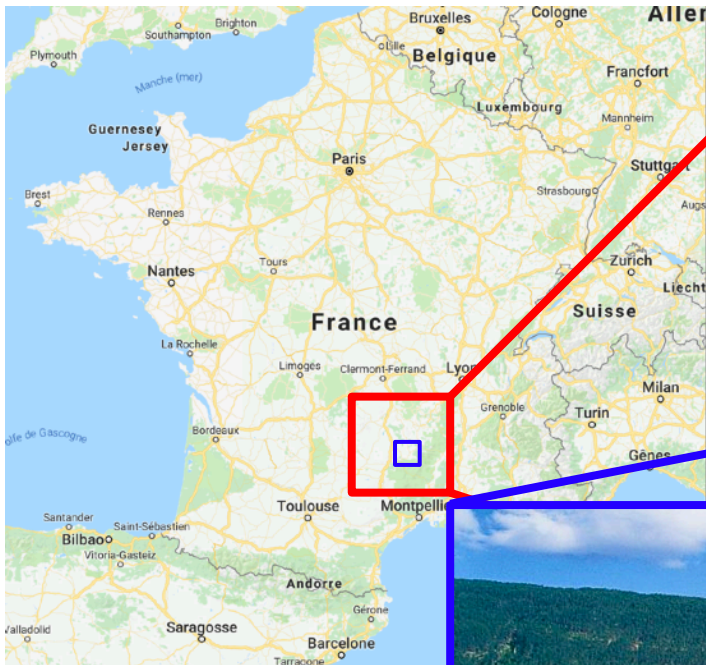 Bruxelles
Cologne
Aller
Brighton
Southampton
Lille
Plymouth
Belgique
Manche (mer)
Francfort
Luxembourg
Mannheim
Guernesey
Jersey
Paris
Stuttgart
Strasbourg
Brest
Augs
Rennes
Zurich
Nantes
Tours
Liecht
France
Suisse
La Rochelle
Limoges
Clermont-Ferrand
Lyon
Milan
Grenoble
Turin
Bordeaux
olfe de Gascogne
Gênes
Toulouse
Montpellie
Santander
Saint-Sébastien
Bilbao
Vitoria-Gasteiz
Andorre
Gérone
Valladolid
Saragosse
Barcelone
Tarragone